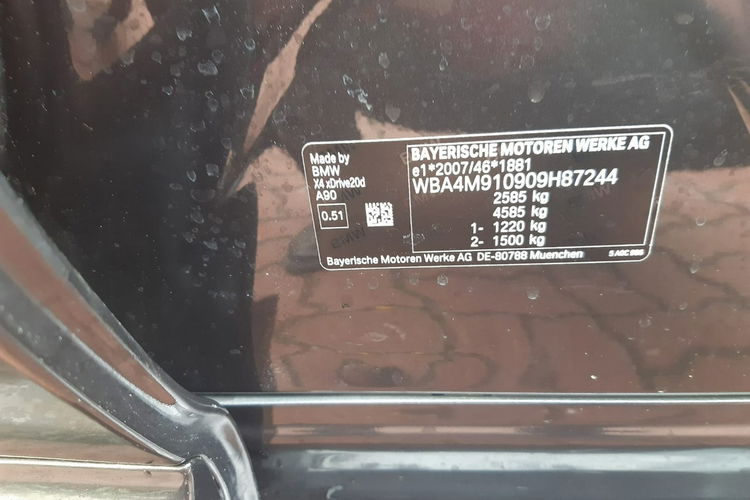 Made by
BMW
X4 xDrive20d
A90
0.51
BAYERISCHE MOTOREN WERKE AG
e1*2007/46*1881
WBA4M910909H87244
2585 kg
4585 kg
1- 1220 kg
2- 1500 kg
Bayerische Motoren Werke AG DE-80788 Muenchen